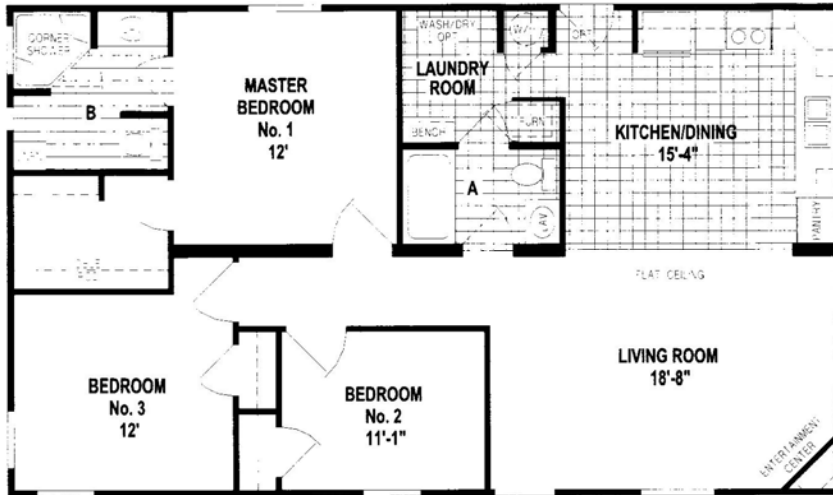 CORNER
SHOWER
B
MASTER
BEDROOM
No. 1
12'
WASH/DRY
OPT
W/H
OPT
LAUNDRY
ROOM
BENCH
FURN
A
LAV
KITCHEN/DINING
15'-4"
PANTRY
FLAT CEILING
LIVING ROOM
18'-8"
BEDROOM
No. 3
12'
BEDROOM
No. 2
11'-1"
ENTERTAINMENT
CENTER